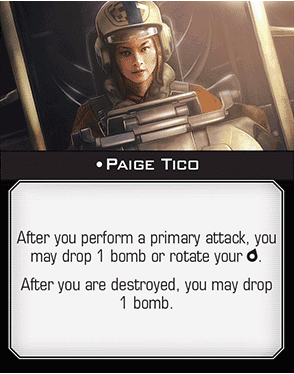 •Paige Tico
After you perform a primary attack, you
may drop 1 bomb or rotate your .
After you are destroyed, you may drop
1 bomb.